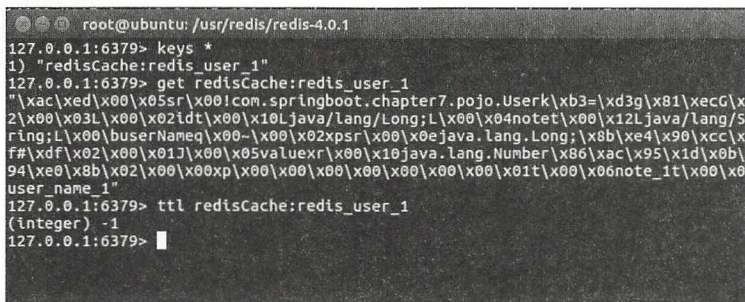 root@ubuntu: /usr/redis/redis-4.0.1
127.0.0.1:6379> keys *
1) "redisCache:redis_user_1"
127.0.0.1:6379> get redisCache:redis_user_1
"\xac\xed\x00\x05sr\x00!com.springboot.chapter7.pojo.Userk\xb3=\xd3g\x81\xecG\x
2\x00\x03L\x00\x02idt\x00\x10Ljava/lang/Long;L\x00\x04notet\x00\x12Ljava/lang/S
ring;L\x00\buserNameq\x00~\x00\x02xpsr\x00\x0ejava.lang.Long;\x8b\xe4\x90\xcc\x
f#\xdf\x02\x00\x01J\x00\x05valuexr\x00\x10java.lang.Number\x86\xac\x95\x1d\x0b\
94\xe0\x8b\x02\x00\x00xp\x00\x00\x00\x00\x00\x00\x00\x01t\x00\x06note_1t\x00\x0
user_name_1"
127.0.0.1:6379> ttl redisCache:redis_user_1
(integer) -1
127.0.0.1:6379>